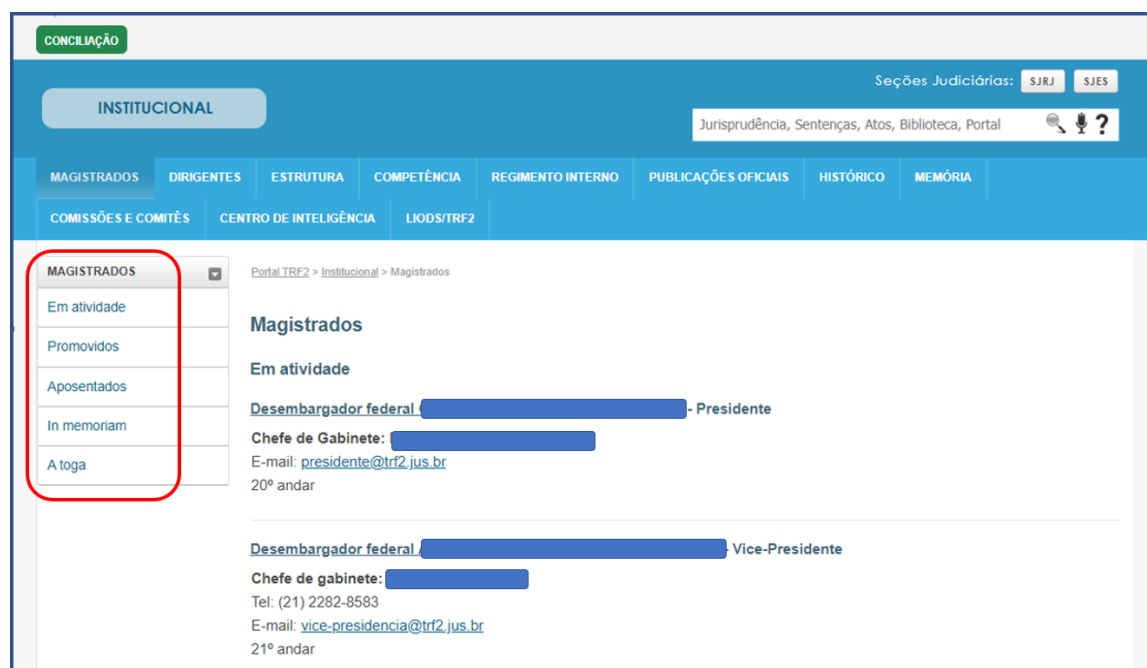 CONCILIAÇÃO
Seções Judiciárias: SJRJ SJES
INSTITUCIONAL
Jurisprudência, Sentenças, Atos, Biblioteca, Portal ?
MAGISTRADOS DIRIGENTES ESTRUTURA COMPETÊNCIA REGIMENTO INTERNO PUBLICAÇÕES OFICIAIS HISTÓRICO MEMÓRIA
COMISSÕES E COMITÊS CENTRO DE INTELIGÊNCIA LIODS/TRF2
MAGISTRADOS
Em atividade
Promovidos
Aposentados
In memoriam
A toga
Portal TRF2 > Institucional > Magistrados
Magistrados
Em atividade
Desembargador federal - Presidente
Chefe de Gabinete:
E-mail: presidente@trf2.jus.br
20º andar
Desembargador federal - Vice-Presidente
Chefe de gabinete:
Tel: (21) 2282-8583
E-mail: vice-presidencia@trf2.jus.br
21º andar